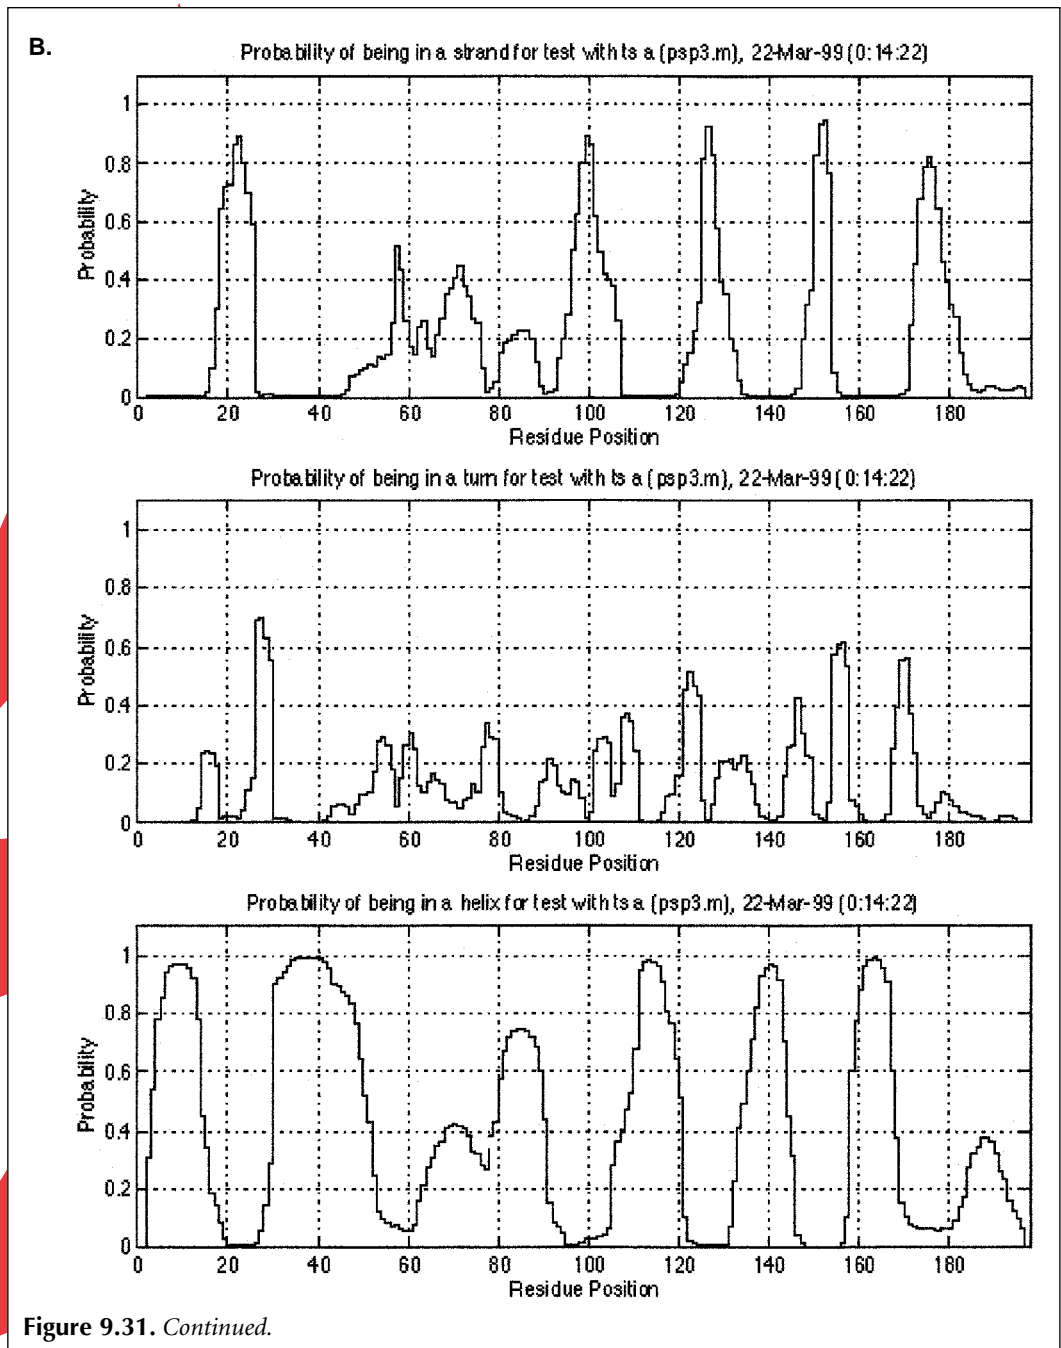 B.
Probability of being in a strand for test with ts a (psp3.m), 22-Mar-99 (0:14:22)
1
0.8
0.6
0.4
0.2
0
Probability
0 20 40 60 80 100 120 140 160 180
Residue Position
Probability of being in a turn for test with ts a (psp3.m), 22-Mar-99 (0:14:22)
1
0.8
0.6
0.4
0.2
0
Probability
0 20 40 60 80 100 120 140 160 180
Residue Position
Probability of being in a helix for test with ts a (psp3.m), 22-Mar-99 (0:14:22)
1
0.8
0.6
0.4
0.2
0
Probability
0 20 40 60 80 100 120 140 160 180
Residue Position
Figure 9.31. Continued.